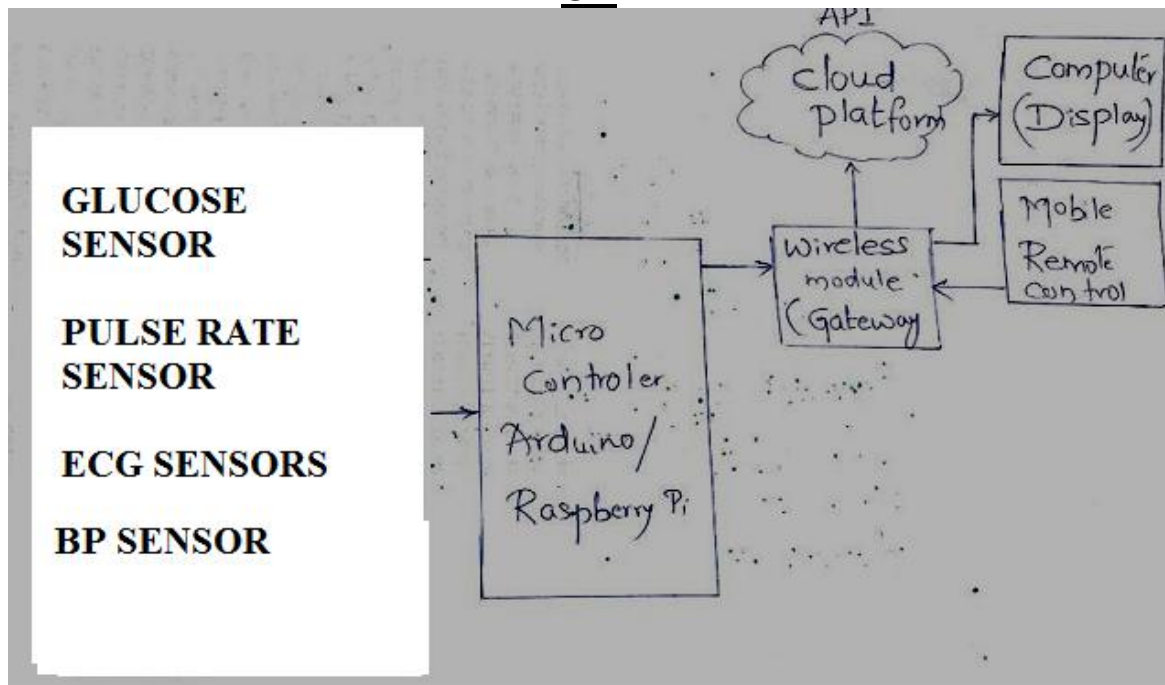 GLUCOSE
SENSOR
PULSE RATE
SENSOR
ECG SENSORS
BP SENSOR
Micro
Controler
Arduino/
Raspberry Pi
Wireless
module
(Gateway
API
Cloud
platform
Computer
(Display)
Mobile
Remote
Control